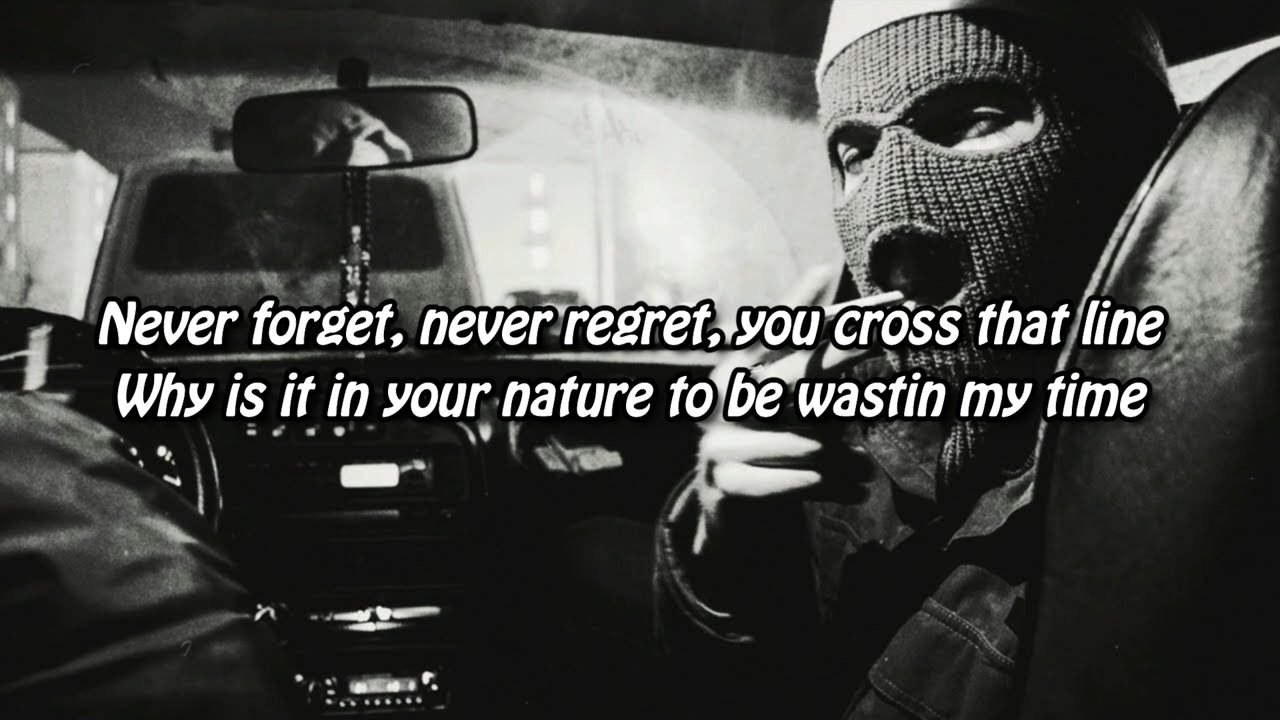 Never forget, never regret, you cross that line
Why is it in your nature to be wastin my time